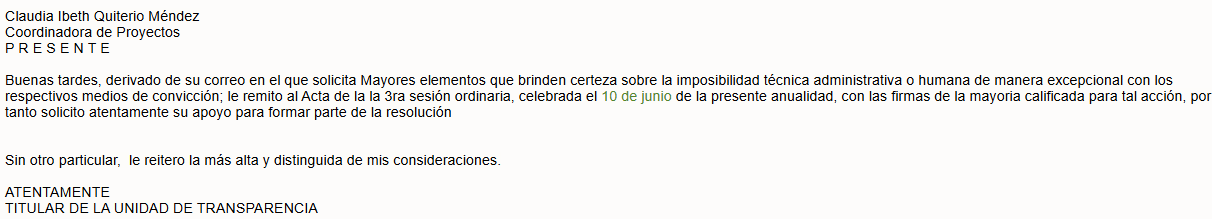 Claudia Ibeth Quiterio Méndez
Coordinadora de Proyectos
P R E S E N T E
Buenas tardes, derivado de su correo en el que solicita Mayores elementos que brinden certeza sobre la imposibilidad técnica administrativa o humana de manera excepcional con los
respectivos medios de convicción; le remito al Acta de la la 3ra sesión ordinaria, celebrada el 10 de junio de la presente anualidad, con las firmas de la mayoria calificada para tal acción, por
tanto solicito atentamente su apoyo para formar parte de la resolución
Sin otro particular,  le reitero la más alta y distinguida de mis consideraciones.
ATENTAMENTE
TITULAR DE LA UNIDAD DE TRANSPARENCIA